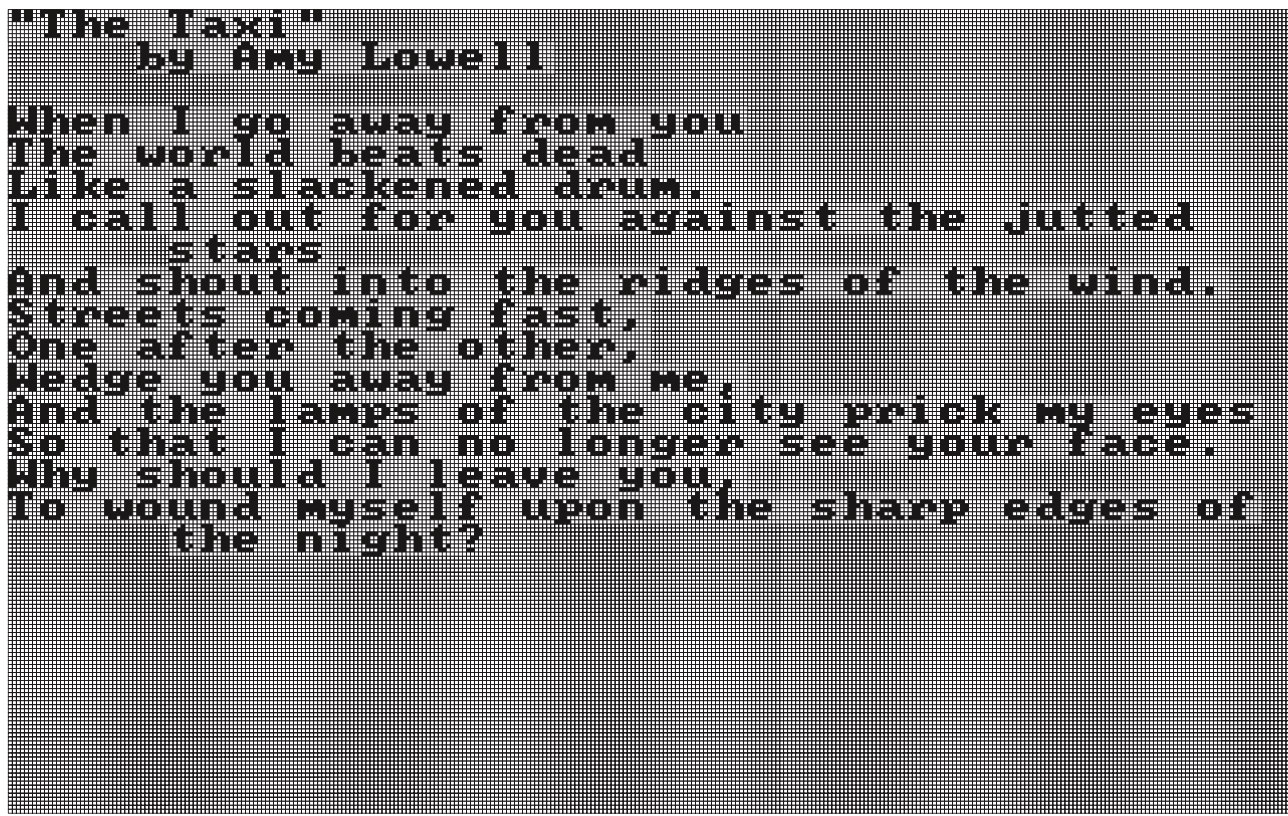 "The Taxi"
by Amy Lowell
When I go away from you
The world beats dead
Like a slackened drum.
I call out for you against the jutted
stars
And shout into the ridges of the wind.
Streets coming fast,
One after the other,
Wedge you away from me,
And the lamps of the city prick my eyes
So that I can no longer see your face.
Why should I leave you,
To wound myself upon the sharp edges of
the night?